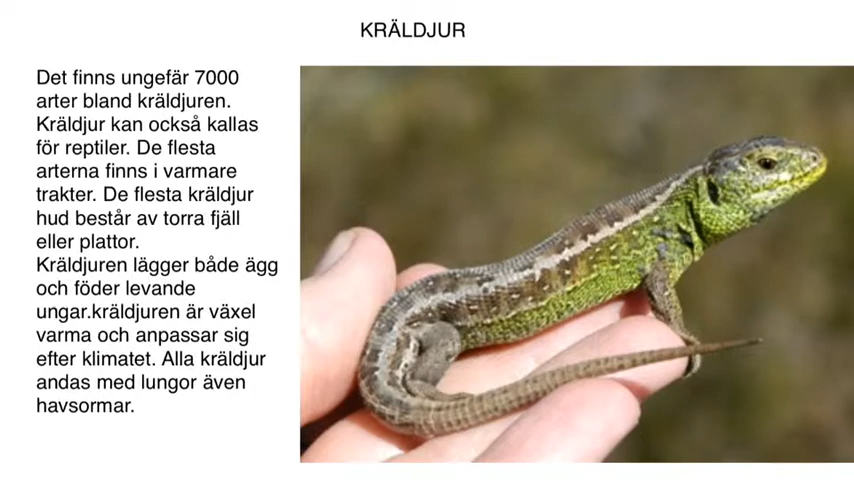 KRÄLDJUR
Det finns ungefär 7000
arter bland kräldjuren.
Kräldjur kan också kallas
för reptiler. De flesta
arterna finns i varmare
trakter. De flesta kräldjur
hud består av torra fjäll
eller plattor.
Kräldjuren lägger både ägg
och föder levande
ungar.kräldjuren är växel
varma och anpassar sig
efter klimatet. Alla kräldjur
andas med lungor även
havsormar.